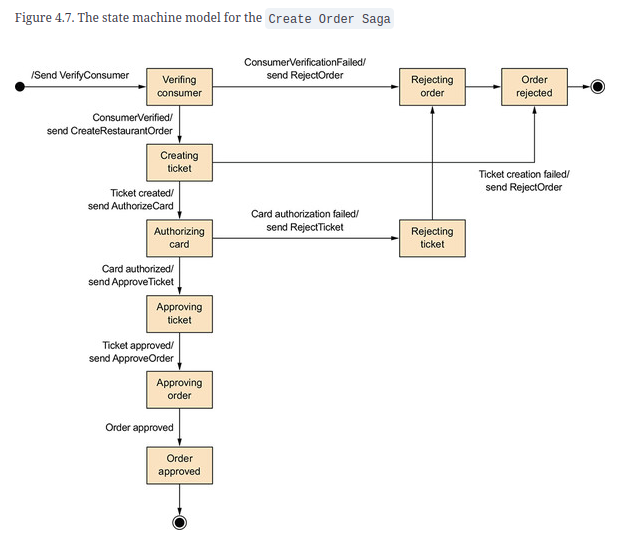 Figure 4.7. The state machine model for the Create Order Saga
/Send VerifyConsumer
Verifing
consumer
ConsumerVerificationFailed/
send RejectOrder
Rejecting
order
Order
rejected
ConsumerVerified/
send CreateRestaurantOrder
Creating
ticket
Ticket creation failed/
send RejectOrder
Ticket created/
send AuthorizeCard
Authorizing
card
Card authorization failed/
send RejectTicket
Rejecting
ticket
Card authorized/
send ApproveTicket
Approving
ticket
Ticket approved/
send ApproveOrder
Approving
order
Order approved
Order
approved